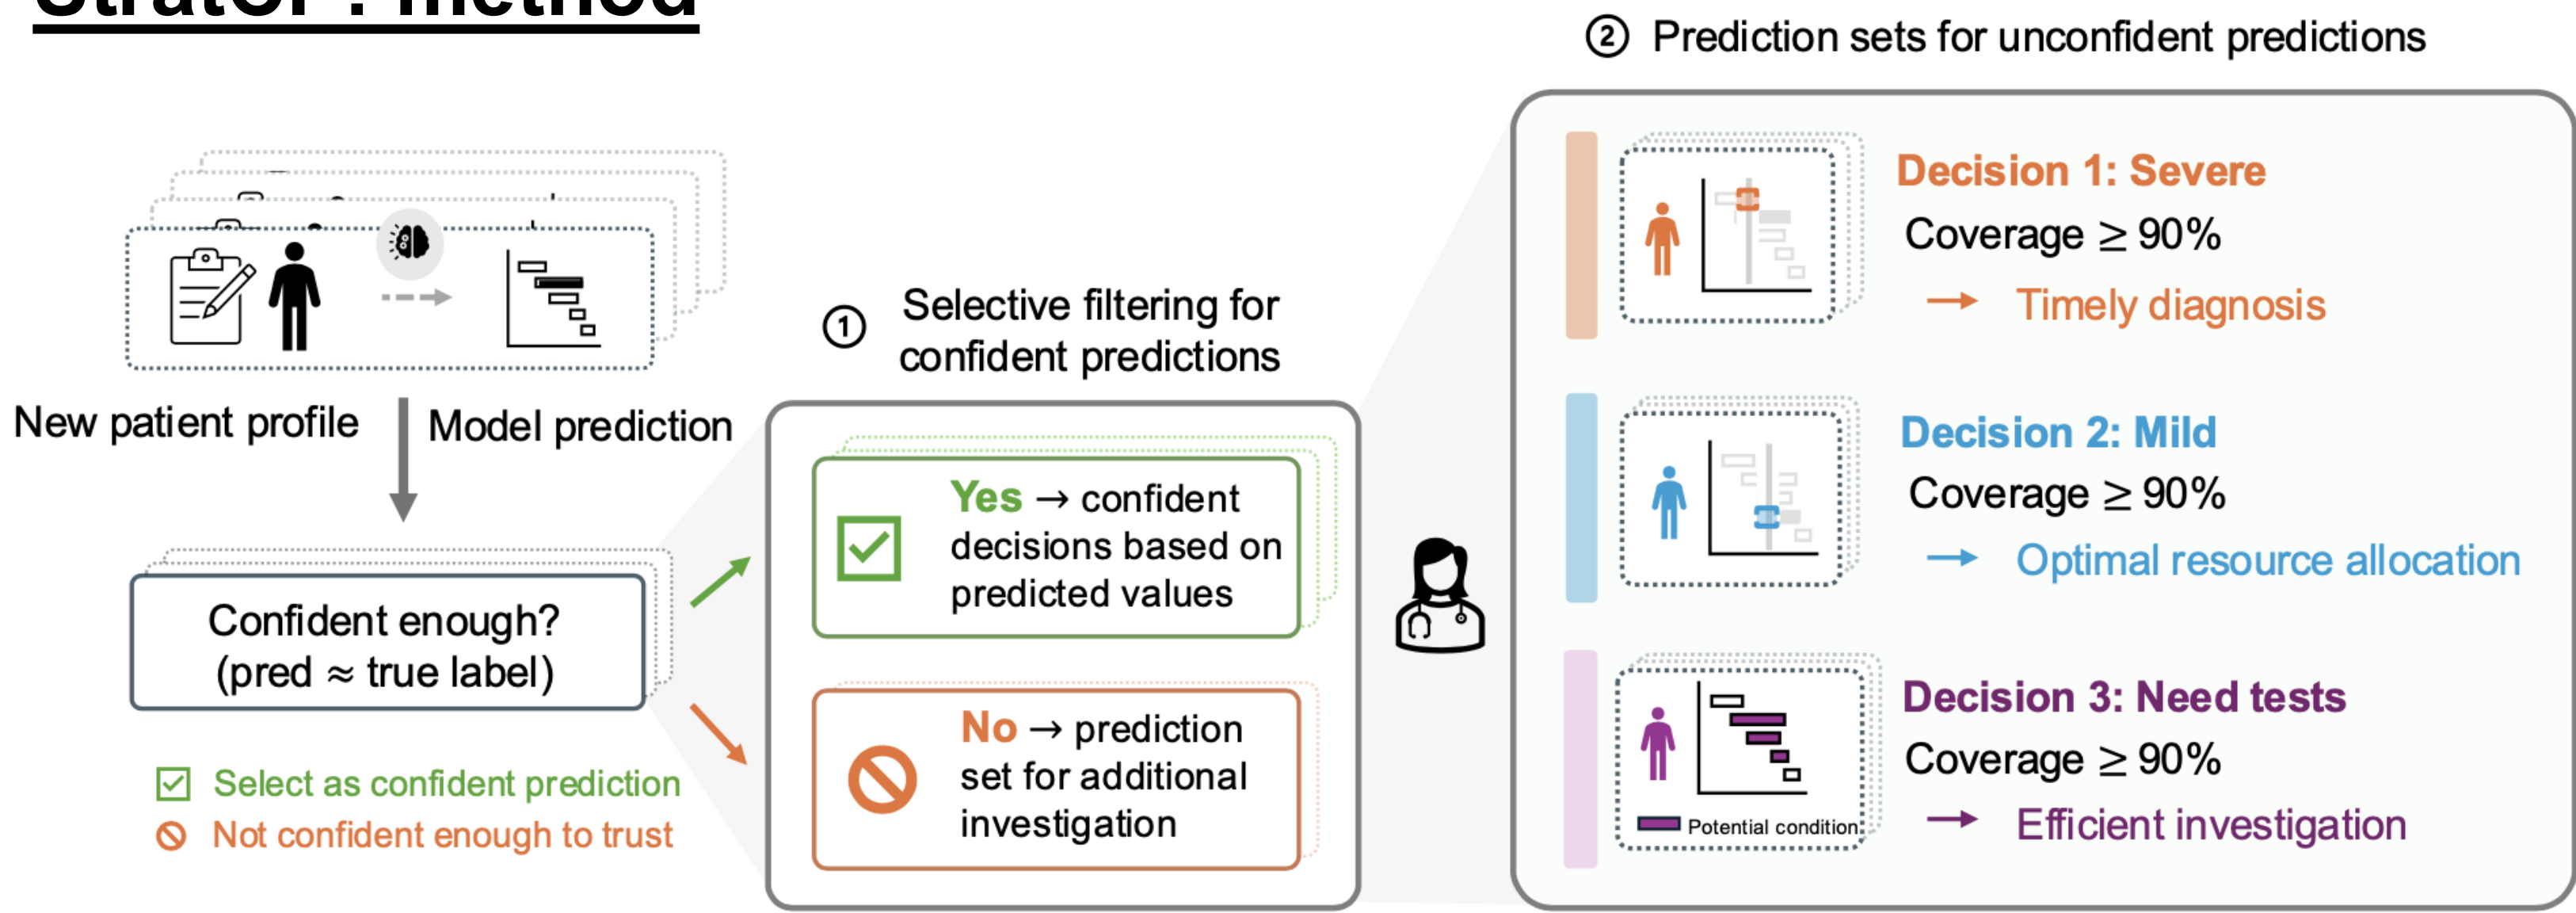 StratCP: method
New patient profile
Model prediction
Confident enough?
(pred ≈ true label)
Select as confident prediction
Not confident enough to trust
① Selective filtering for
confident predictions
Yes → confident
decisions based on
predicted values
No → prediction
set for additional
investigation
② Prediction sets for unconfident predictions
Decision 1: Severe
Coverage ≥ 90%
→ Timely diagnosis
Decision 2: Mild
Coverage ≥ 90%
→ Optimal resource allocation
Potential condition
Decision 3: Need tests
Coverage ≥ 90%
→ Efficient investigation